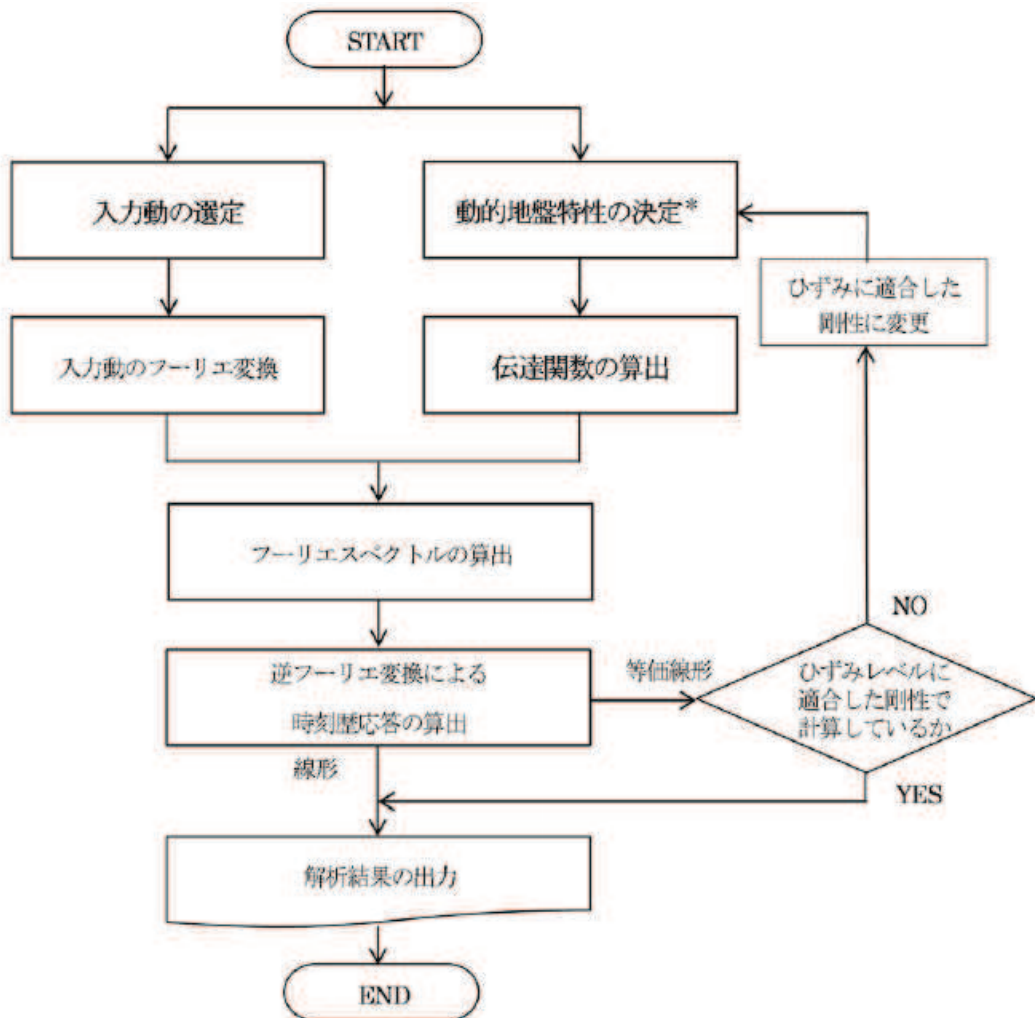 START
入力動の選定
動的地盤特性の決定*
ひずみに適合した
剛性に変更
入力動のフーリエ変換
伝達関数の算出
フーリエスペクトルの算出
NO
逆フーリエ変換による
時刻歴応答の算出
等価線形
ひずみレベルに
適合した剛性で
計算しているか
線形
YES
解析結果の出力
END